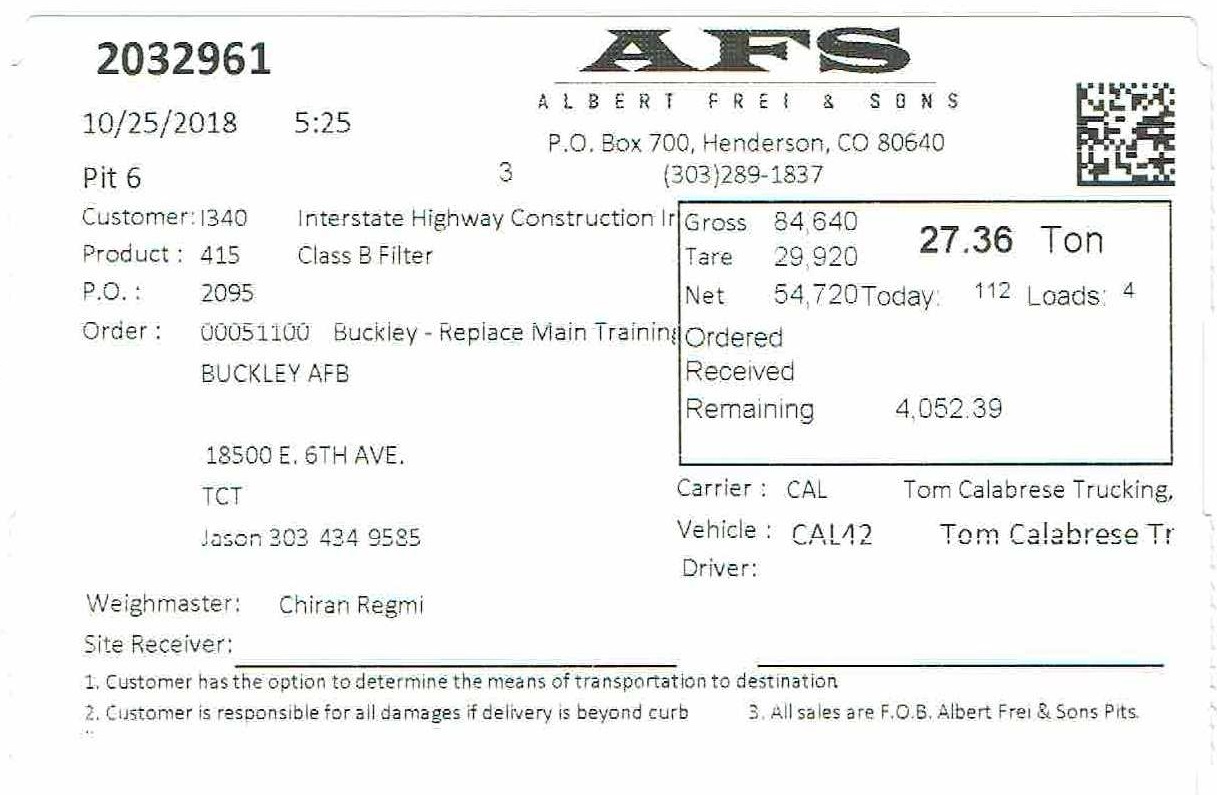 2032961
AFS
ALBERT FREI & SONS
10/25/2018 5:25
P.O. Box 700, Henderson, CO 80640
Pit 6 3 (303)289-1837
Customer: I340 Interstate Highway Construction Ir
Product : 415 Class B Filter
P.O. : 2095
Order : 00051100 Buckley - Replace Main Training
BUCKLEY AFB
18500 E. 6TH AVE.
TCT
Jason 303 434 9585
Gross 84,640 27.36 Ton
Tare 29,920
Net 54,720 Today: 112 Loads: 4
Ordered
Received
Remaining 4,052.39
Carrier : CAL Tom Calabrese Trucking,
Vehicle : CAL42 Tom Calabrese Tr
Driver:
Weighmaster: Chiran Regmi
Site Receiver:
1. Customer has the option to determine the means of transportation to destination
2. Customer is responsible for all damages if delivery is beyond curb 3. All sales are F.O.B. Albert Frei & Sons Pits.